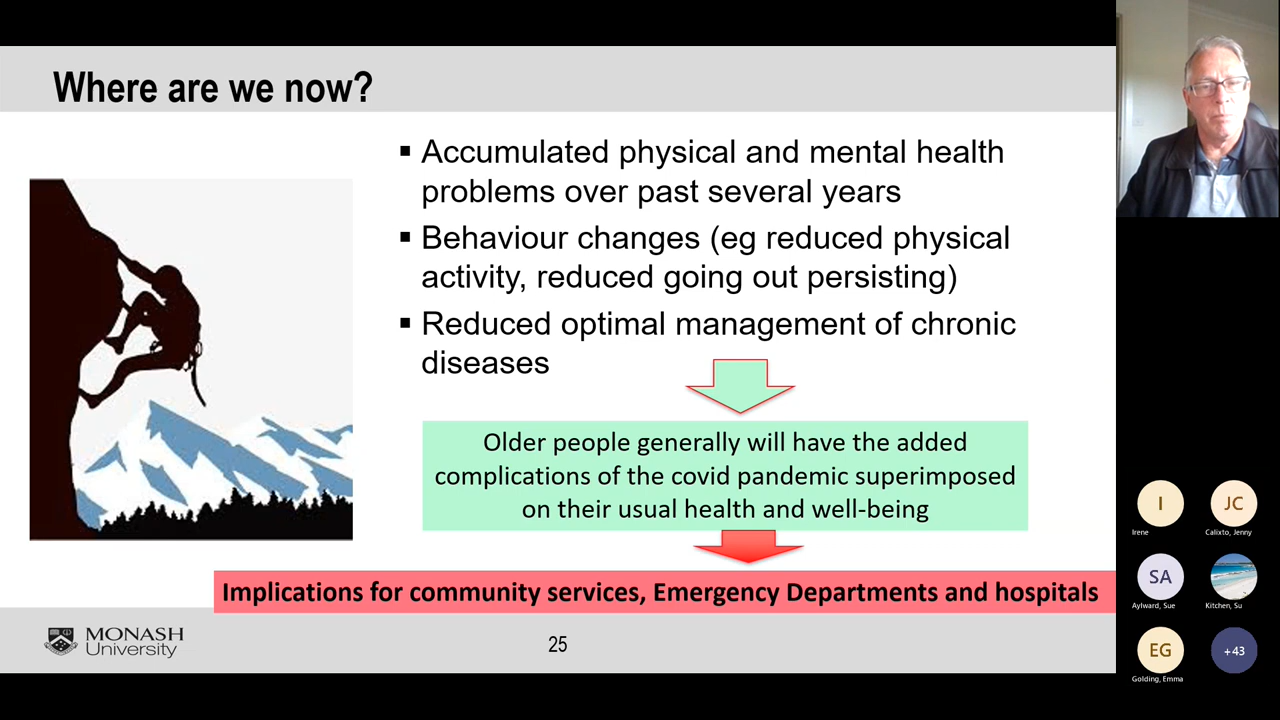 Where are we now?
▪ Accumulated physical and mental health
problems over past several years
▪ Behaviour changes (eg reduced physical
activity, reduced going out persisting)
▪ Reduced optimal management of chronic
diseases
Older people generally will have the added
complications of the covid pandemic superimposed
on their usual health and well-being
Implications for community services, Emergency Departments and hospitals
MONASH
University
25
I
JC
Irene
Calixto, Jenny
SA
Aylward, Sue
Kitchen, Su
EG
+43
Golding, Emma